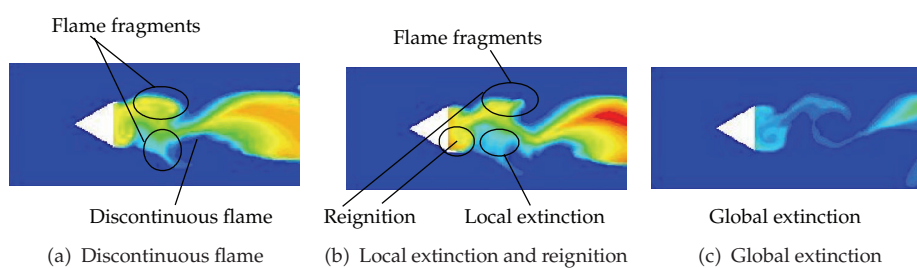 Flame fragments
Flame fragments
Discontinuous flame
Reignition
Local extinction
Global extinction
(a) Discontinuous flame
(b) Local extinction and reignition
(c) Global extinction